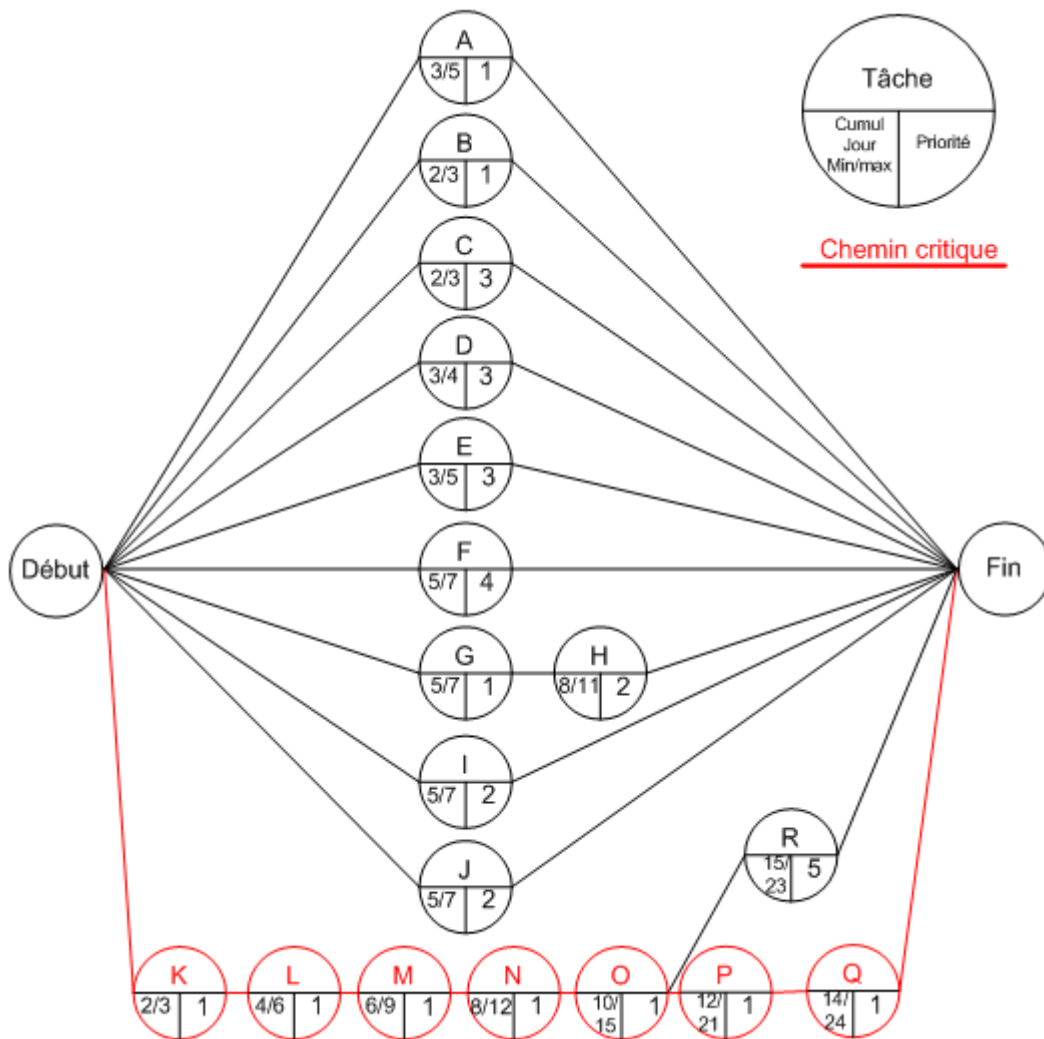 A
3/5 1
Tâche
Cumul
Jour
Min/max
Priorité
B
2/3 1
Chemin critique
C
2/3 3
D
3/4 3
E
3/5 3
Début
F
5/7 4
Fin
G
5/7 1
H
8/11 2
I
5/7 2
R
15/
23
5
J
5/7 2
K
2/3 1
L
4/6 1
M
6/9 1
N
8/12 1
O
10/
15
1
P
12/
21
1
Q
14/
24
1